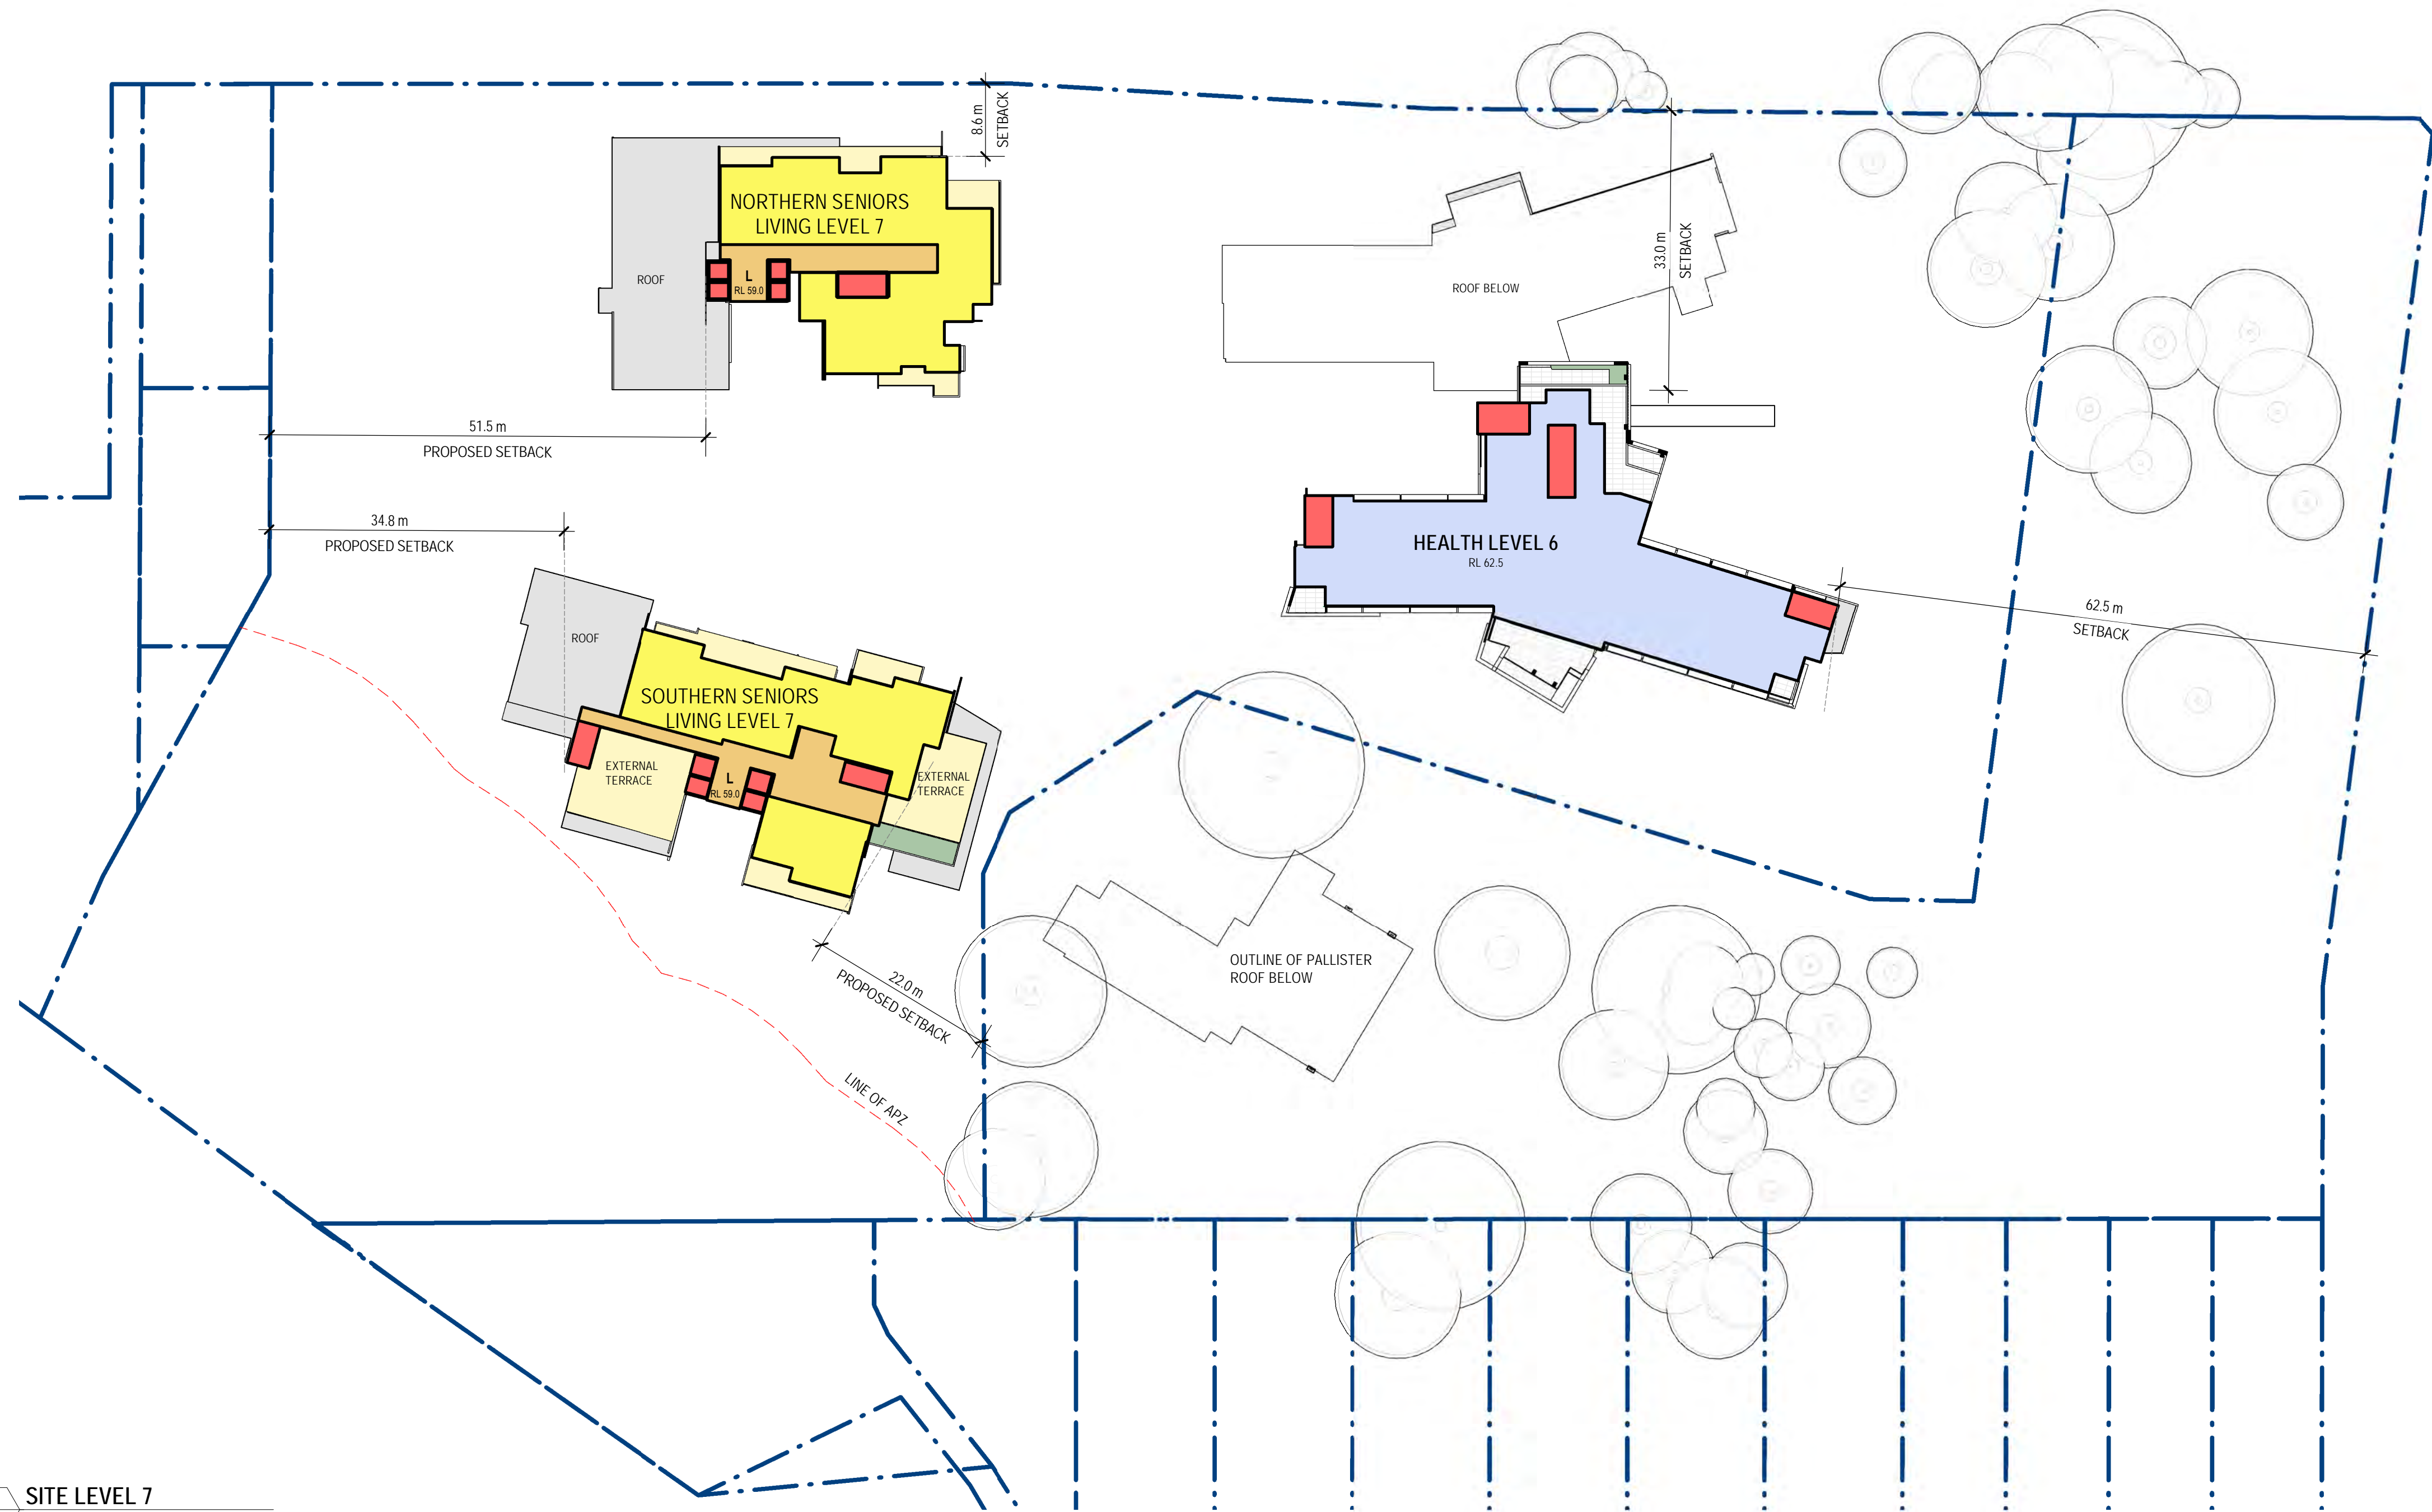 8.6 m
SETBACK
NORTHERN SENIORS
LIVING LEVEL 7
ROOF
L
RL 59.0
33.0 m
SETBACK
ROOF BELOW
51.5 m
PROPOSED SETBACK
34.8 m
PROPOSED SETBACK
HEALTH LEVEL 6
RL 62.5
62.5 m
SETBACK
ROOF
SOUTHERN SENIORS
LIVING LEVEL 7
EXTERNAL
TERRACE
L
RL 59.0
EXTERNAL
TERRACE
22.0 m
PROPOSED SETBACK
OUTLINE OF PALLISTER
ROOF BELOW
LINE OF APZ
SITE LEVEL 7